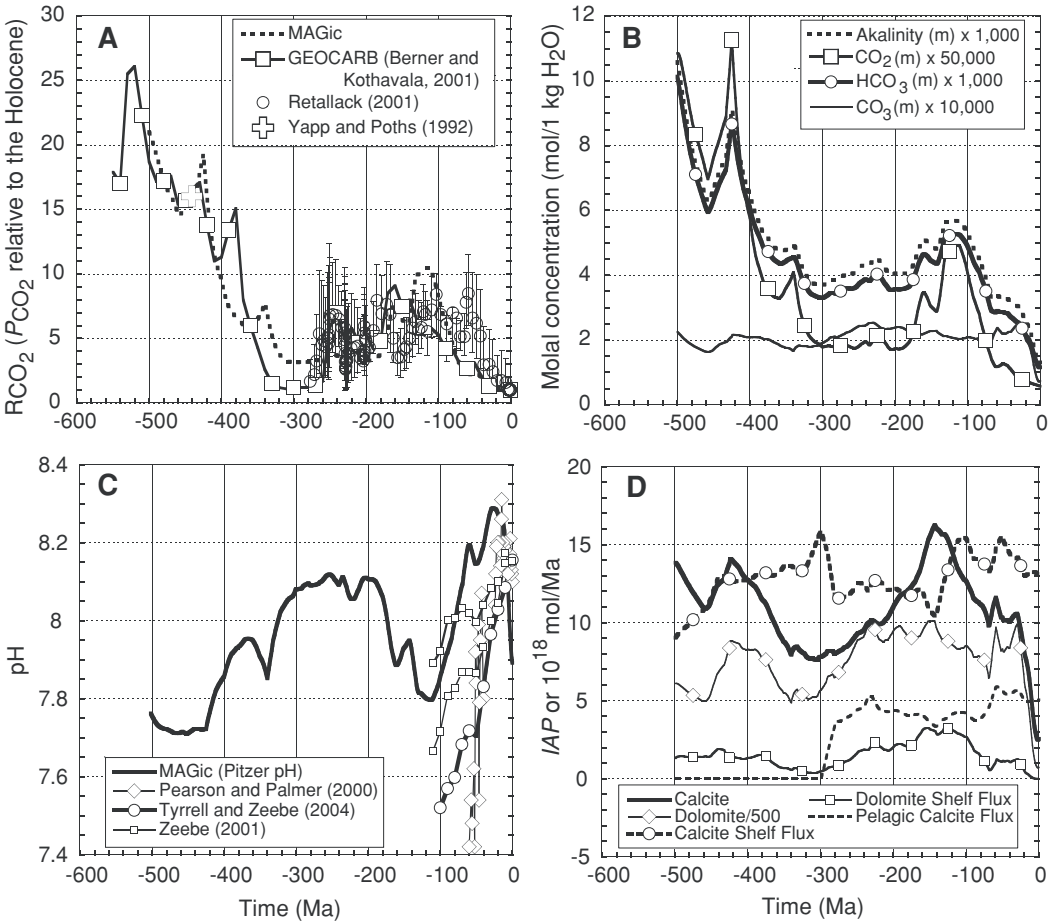 A
MAGic
GEOCARB (Berner and
Kothavala, 2001)
Retallack (2001)
Yapp and Poths (1992)
RCO2 (PCO2 relative to the Holocene)
30
25
20
15
10
5
0
-600 -500 -400 -300 -200 -100 0
B
Akalinity (m) x 1,000
CO2 (m) x 50,000
HCO3 (m) x 1,000
CO3 (m) x 10,000
Molal concentration (mol/1 kg H2O)
12
10
8
6
4
2
0
-600 -500 -400 -300 -200 -100 0
C
pH
8.4
8.2
8
7.8
7.6
7.4
MAGic (Pitzer pH)
Pearson and Palmer (2000)
Tyrrell and Zeebe (2004)
Zeebe (2001)
-600 -500 -400 -300 -200 -100 0
Time (Ma)
D
IAP or 10^18 mol/Ma
20
15
10
5
0
-5
Calcite
Dolomite/500
Calcite Shelf Flux
Dolomite Shelf Flux
Pelagic Calcite Flux
-600 -500 -400 -300 -200 -100 0
Time (Ma)